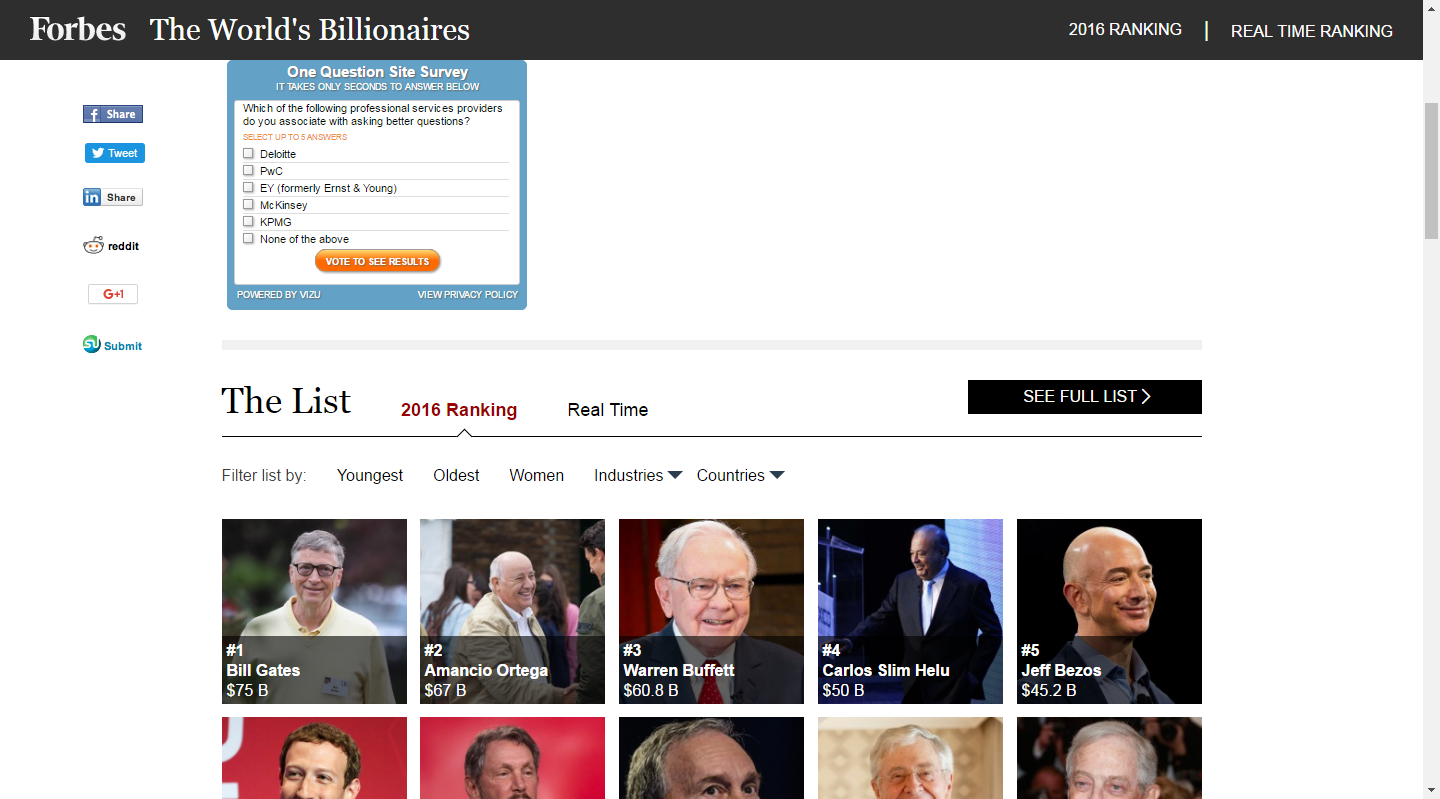 Forbes The World's Billionaires
2016 RANKING | REAL TIME RANKING
One Question Site Survey
IT TAKES ONLY SECONDS TO ANSWER BELOW
Which of the following professional services providers
do you associate with asking better questions?
SELECT UP TO 5 ANSWERS
Deloitte
PwC
EY (formerly Ernst & Young)
McKinsey
KPMG
None of the above
VOTE TO SEE RESULTS
POWERED BY VIZU VIEW PRIVACY POLICY
f Share
Tweet
in Share
reddit
G+1
Submit
The List 2016 Ranking Real Time SEE FULL LIST
Filter list by: Youngest Oldest Women Industries Countries
#1
Bill Gates
$75 B
#2
Amancio Ortega
$67 B
#3
Warren Buffett
$60.8 B
#4
Carlos Slim Helu
$50 B
#5
Jeff Bezos
$45.2 B